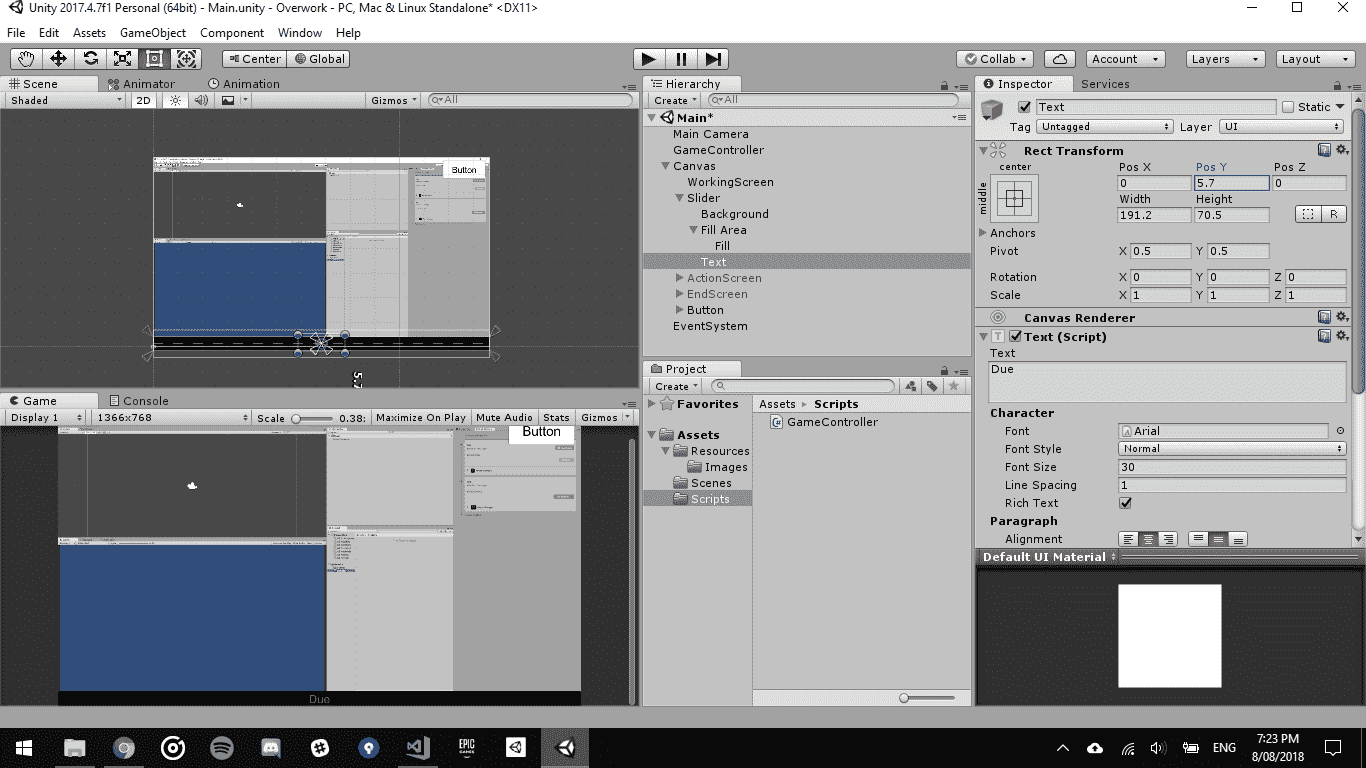 Unity 2017.4.7f1 Personal (64bit) - Main.unity - Overwork - PC, Mac & Linux Standalone* <DX11>
File Edit Assets GameObject Component Window Help
Center Global Collab Account Layers Layout
Scene Animator Animation
Shaded 2D Gizmos All
Button
5.7
Game Console
Display 1 1366x768 Scale 0.38: Maximize On Play Mute Audio Stats Gizmos
Button
Due
Hierarchy
Create All
Main*
Main Camera
GameController
Canvas
WorkingScreen
Slider
Background
Fill Area
Fill
Text
ActionScreen
EndScreen
Button
EventSystem
Project
Create
Favorites
Assets
Resources
Images
Scenes
Scripts
Assets Scripts
GameController
Inspector Services
Text Static
Tag Untagged Layer UI
Rect Transform
center Pos X Pos Y Pos Z
middle 0 5.7 0
Width Height
191.2 70.5 R
Anchors
Pivot X 0.5 Y 0.5
Rotation X 0 Y 0 Z 0
Scale X 1 Y 1 Z 1
Canvas Renderer
Text (Script)
Text
Due
Character
Font Arial
Font Style Normal
Font Size 30
Line Spacing 1
Rich Text
Paragraph
Alignment
Default UI Material
EPIC GAMES
ENG
7:23 PM
8/08/2018